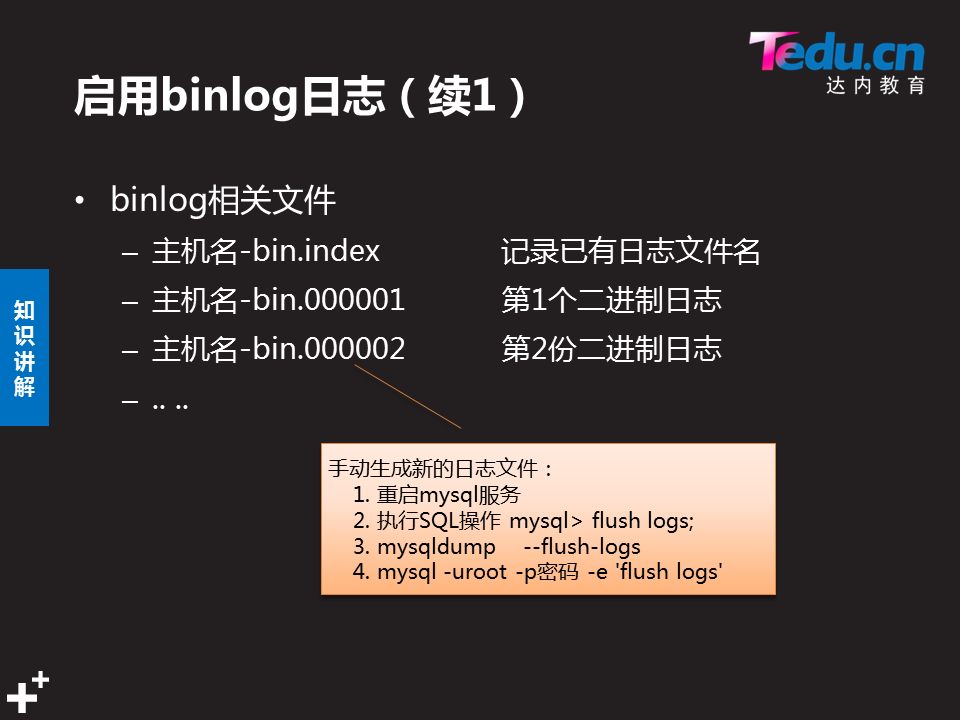 Tedu.cn
达内教育
启用binlog日志（续1）
• binlog相关文件
– 主机名-bin.index 记录已有日志文件名
– 主机名-bin.000001 第1个二进制日志
– 主机名-bin.000002 第2份二进制日志
– .. ..
知识讲解
手动生成新的日志文件：
1. 重启mysql服务
2. 执行SQL操作 mysql> flush logs;
3. mysqldump --flush-logs
4. mysql -uroot -p密码 -e 'flush logs'